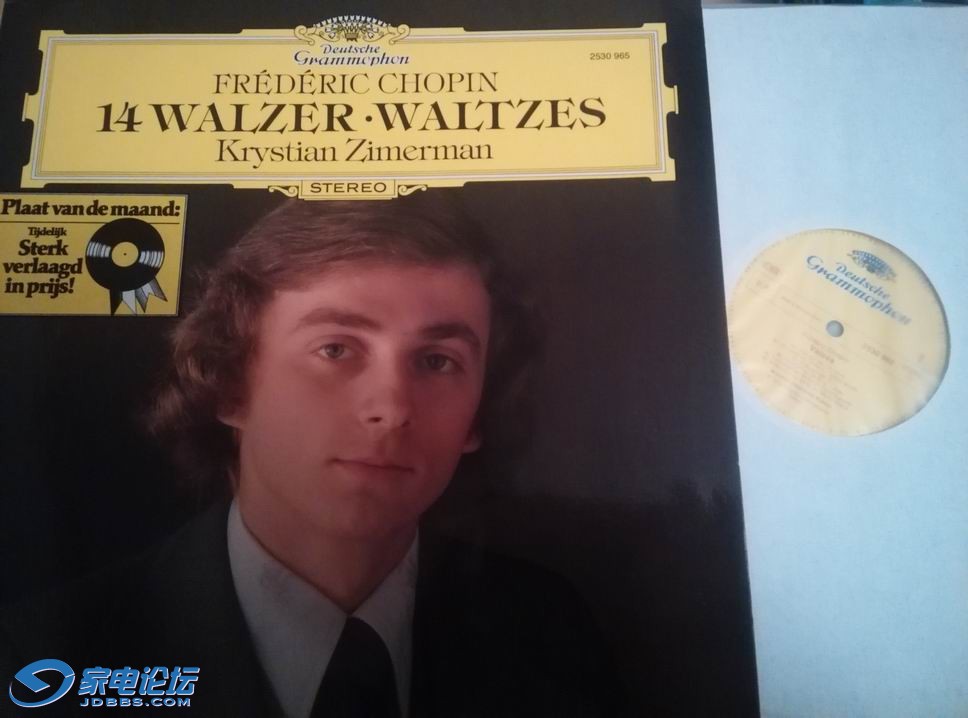 Deutsche
Grammophon
2530 965
FRÉDÉRIC CHOPIN
14 WALZER · WALTZES
Krystian Zimerman
STEREO
Plaat van de maand:
Tijdelijk
Sterk
verlaagd
in prijs!
Deutsche
Grammophon
家电论坛
JDBBS.COM